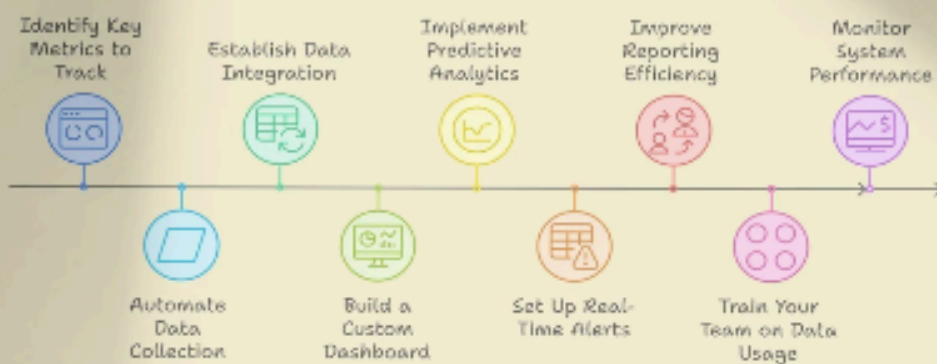 Identify Key
Metrics to
Track
Automate
Data
Collection
Establish Data
Integration
Build a
Custom
Dashboard
Implement
Predictive
Analytics
Set Up Real-
Time Alerts
Improve
Reporting
Efficiency
Train Your
Team on Data
Usage
Monitor
System
Performance